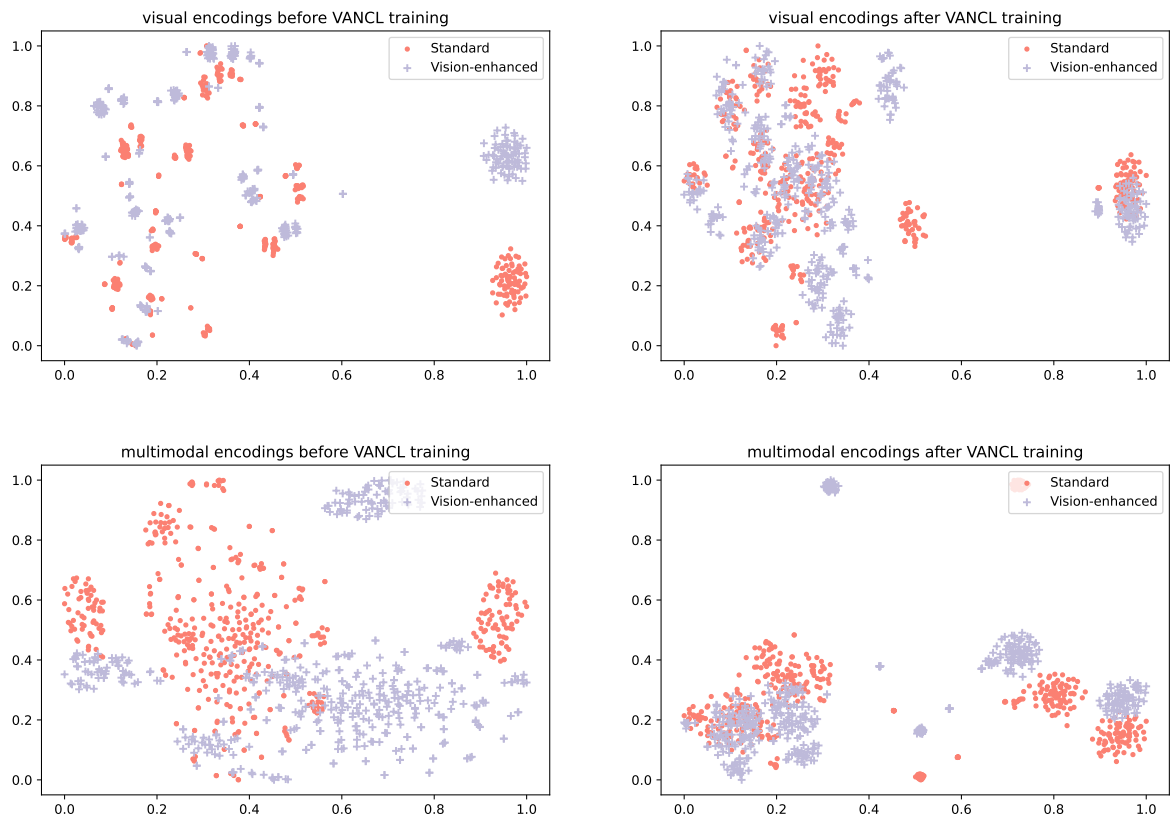 visual encodings before VANCL training
Standard
Vision-enhanced
1.0
0.8
0.6
0.4
0.2
0.0
0.0 0.2 0.4 0.6 0.8 1.0
visual encodings after VANCL training
Standard
Vision-enhanced
1.0
0.8
0.6
0.4
0.2
0.0
0.0 0.2 0.4 0.6 0.8 1.0
multimodal encodings before VANCL training
Standard
Vision-enhanced
1.0
0.8
0.6
0.4
0.2
0.0
0.0 0.2 0.4 0.6 0.8 1.0
multimodal encodings after VANCL training
Standard
Vision-enhanced
1.0
0.8
0.6
0.4
0.2
0.0
0.0 0.2 0.4 0.6 0.8 1.0